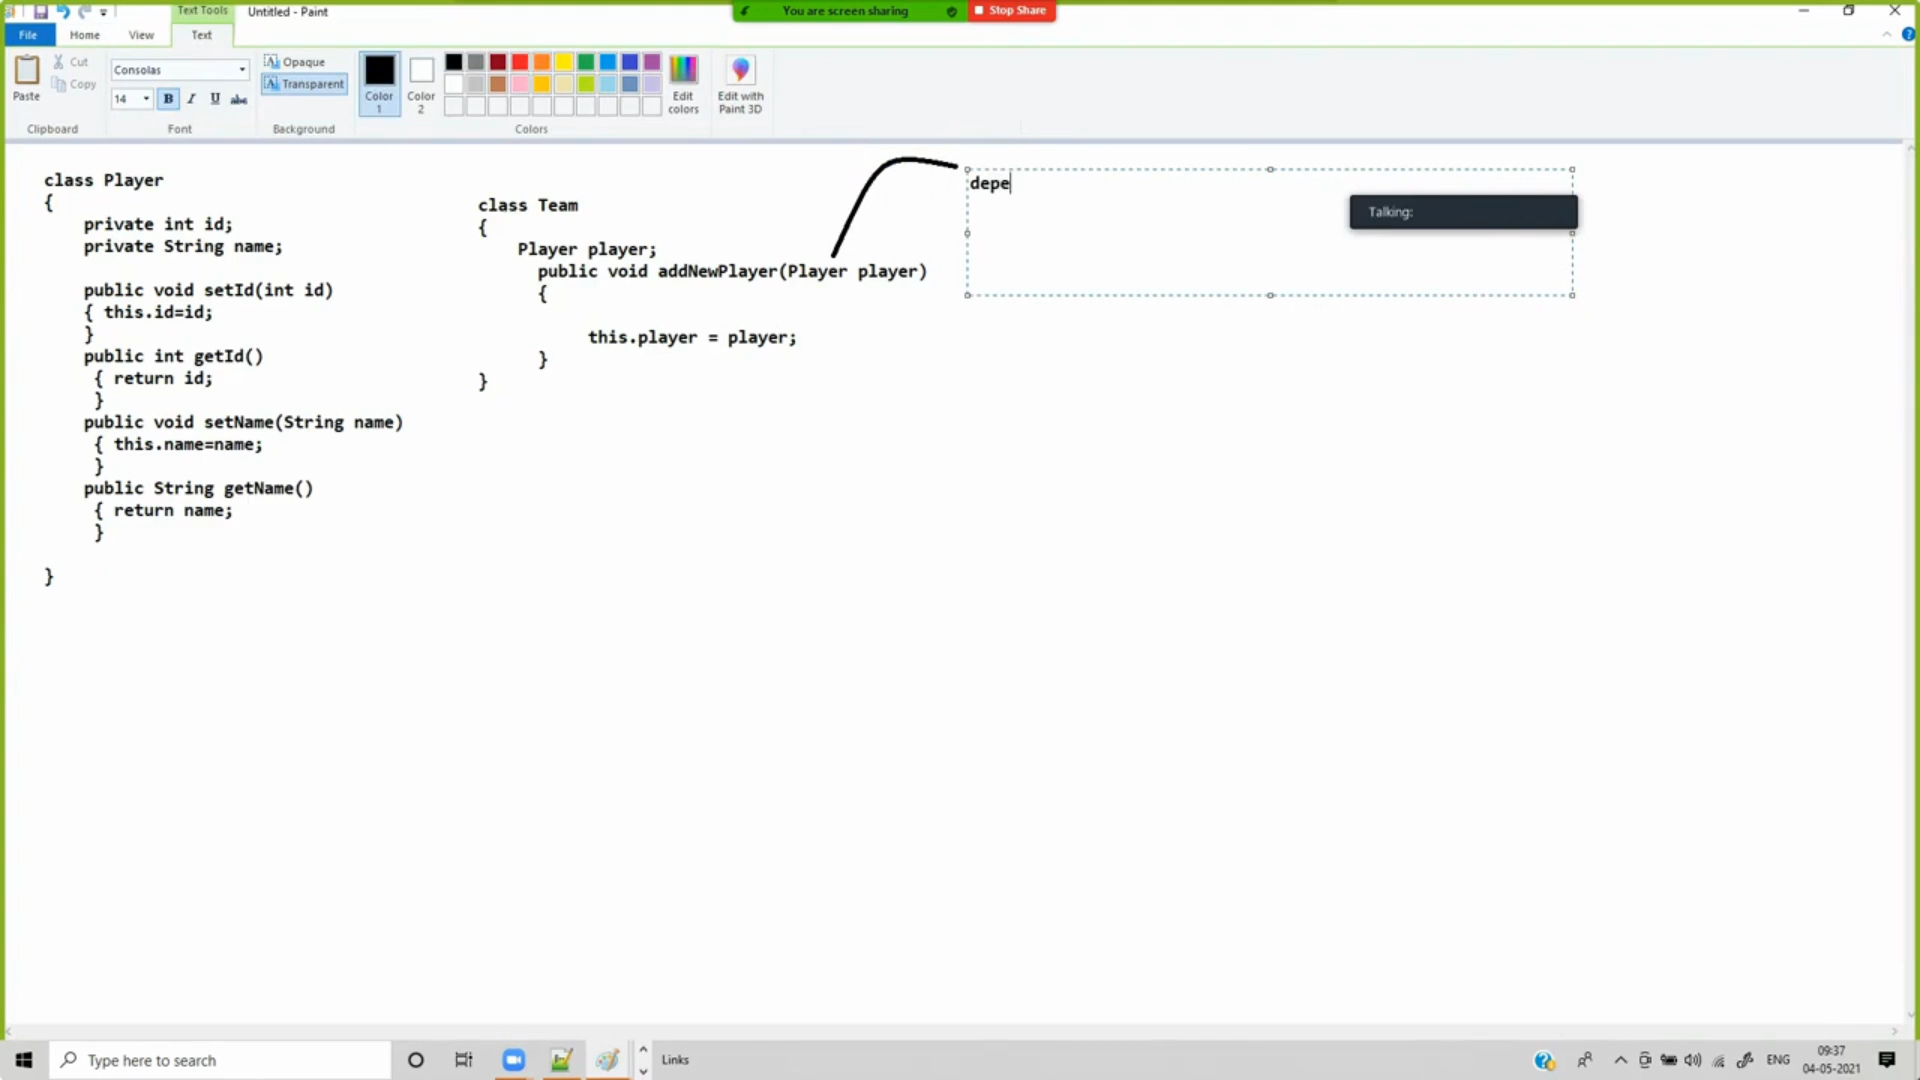 Text Tools
Untitled - Paint
You are screen sharing
Stop Share
File
Home
View
Text
Paste
Cut
Copy
Clipboard
Consolas
14
B
I
U
abc
Font
Opaque
Transparent
Background
Color
1
Color
2
Edit
colors
Edit with
Paint 3D
Colors
class Player
{
private int id;
private String name;
public void setId(int id)
{ this.id=id;
}
public int getId()
{ return id;
}
public void setName(String name)
{ this.name=name;
}
public String getName()
{ return name;
}
}
class Team
{
Player player;
public void addNewPlayer(Player player)
{
this.player = player;
}
}
depe
Talking:
Type here to search
Links
ENG
09:37
04-05-2021